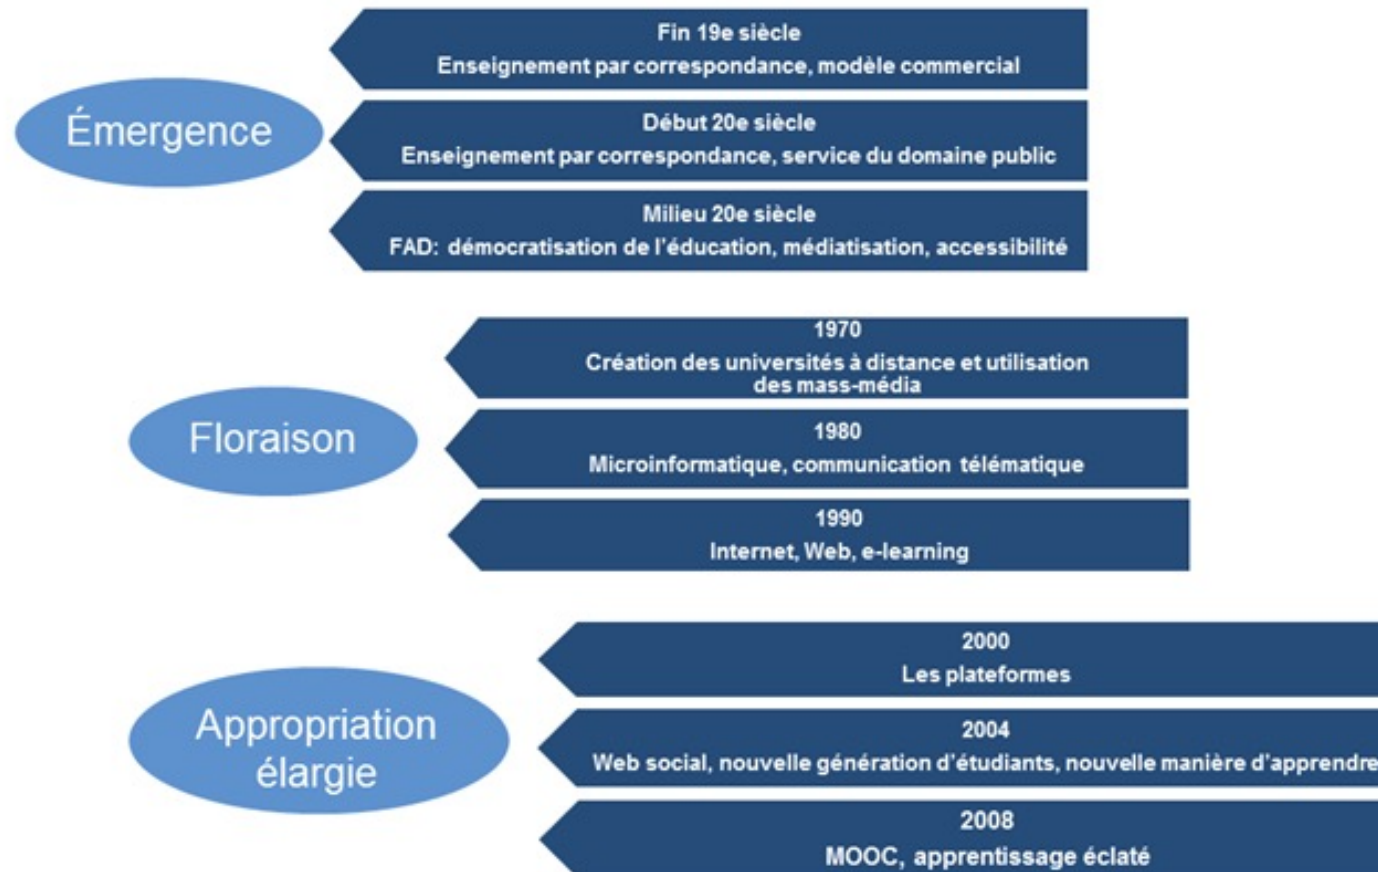 Émergence
Fin 19e siècle
Enseignement par correspondance, modèle commercial
Début 20e siècle
Enseignement par correspondance, service du domaine public
Milieu 20e siècle
FAD: démocratisation de l'éducation, médiatisation, accessibilité
Floraison
1970
Création des universités à distance et utilisation
des mass-média
1980
Microinformatique, communication télématique
1990
Internet, Web, e-learning
Appropriation
élargie
2000
Les plateformes
2004
Web social, nouvelle génération d'étudiants, nouvelle manière d'apprendre
2008
MOOC, apprentissage éclaté